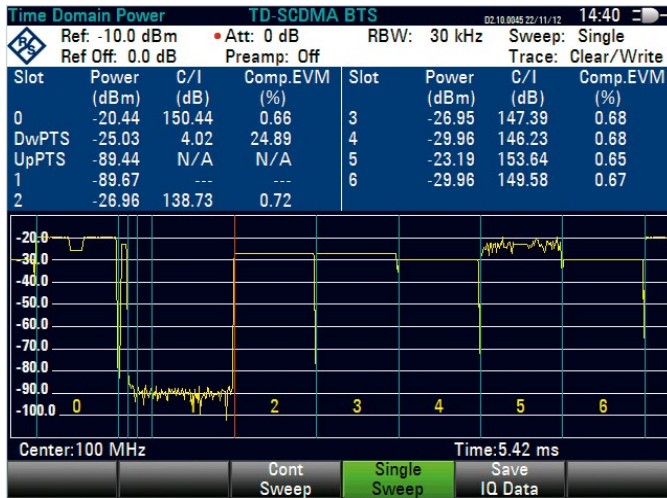 Time Domain Power TD-SCDMA BTS D2.10.0045 22/11/12 14:40
R&S Ref: -10.0 dBm Att: 0 dB RBW: 30 kHz Sweep: Single
Ref Off: 0.0 dB Preamp: Off Trace: Clear/Write
Slot Power C/I Comp.EVM Slot Power C/I Comp.EVM
(dBm) (dB) (%) (dBm) (dB) (%)
0 -20.44 150.44 0.66 3 -26.95 147.39 0.68
DwPTS -25.03 4.02 24.89 4 -29.96 146.23 0.68
UpPTS -89.44 N/A N/A 5 -23.19 153.64 0.65
1 -89.67 --- --- 6 -29.96 149.58 0.67
2 -26.96 138.73 0.72
-20.0
-30.0
-40.0
-50.0
-60.0
-70.0
-80.0
-90.0
-100.0 0 1 2 3 4 5 6
Center:100 MHz Time:5.42 ms
Cont Single Save
Sweep Sweep IQ Data